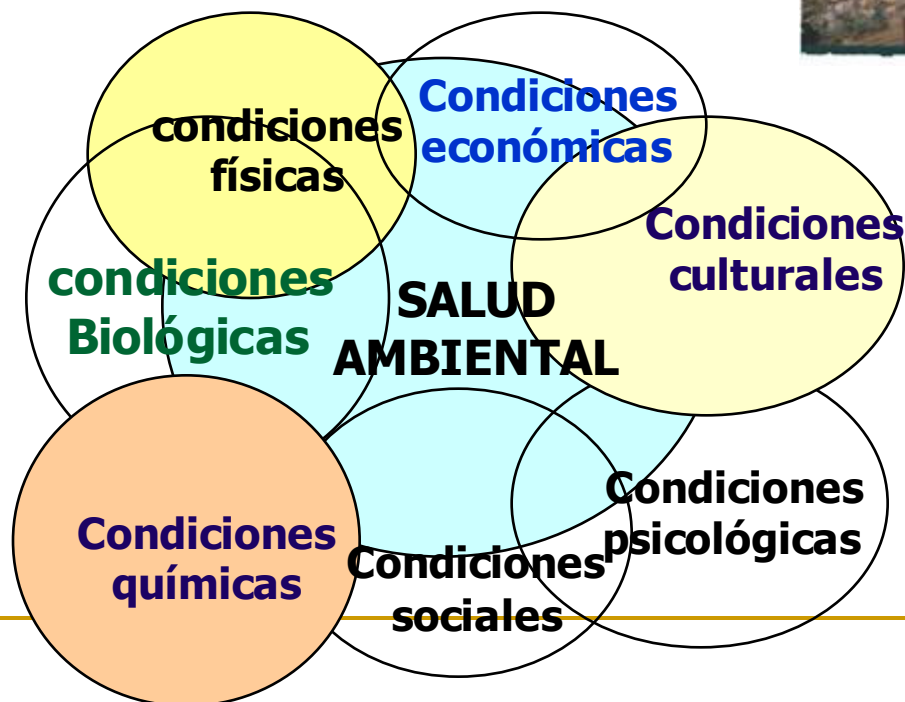 condiciones
físicas
Condiciones
económicas
Condiciones
culturales
condiciones
Biológicas
SALUD
AMBIENTAL
Condiciones
psicológicas
Condiciones
químicas
Condiciones
sociales